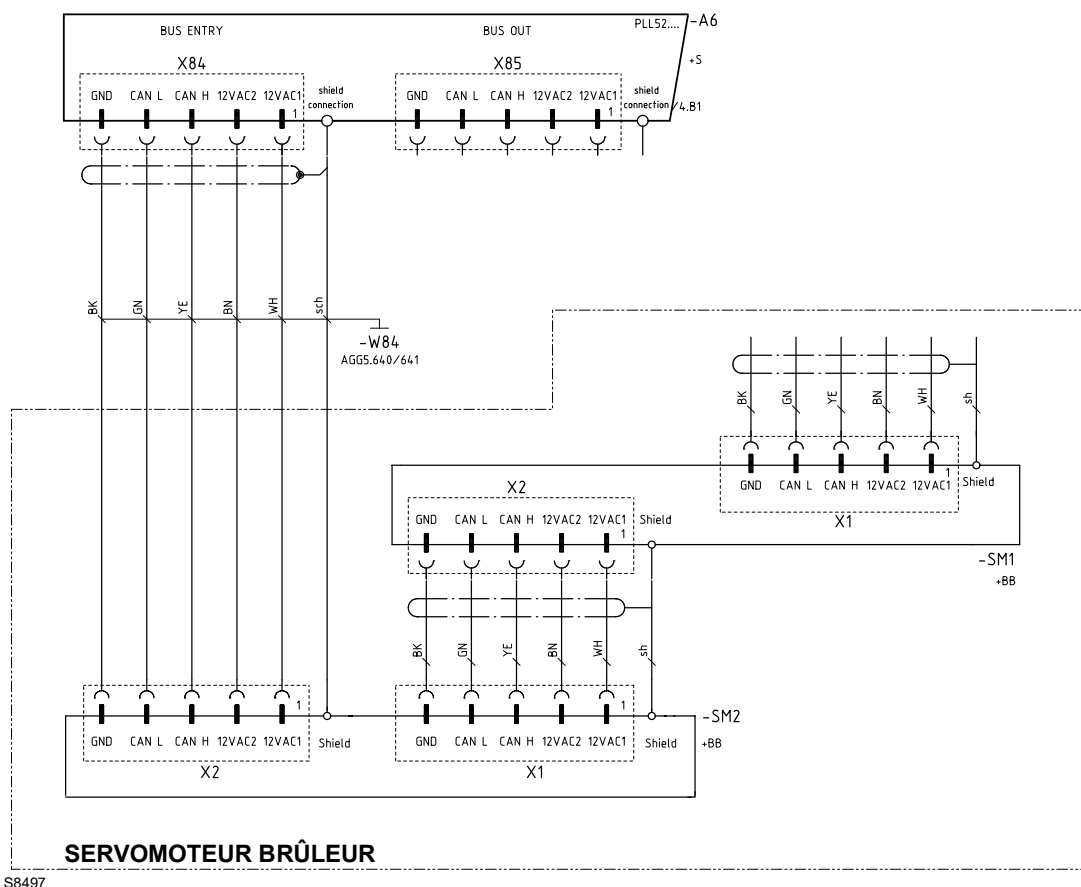 BUS ENTRY
BUS OUT
PLL52....
-A6
+S
X84
X85
GND CAN L CAN H 12VAC2 12VAC1
1
shield
connection
GND CAN L CAN H 12VAC2 12VAC1
1
shield
connection
/4.B1
BK
GN
YE
BN
WH
sch
-W84
AGG5.640/641
BK
GN
YE
BN
WH
sh
1
GND CAN L CAN H 12VAC2 12VAC1
Shield
X1
X2
GND CAN L CAN H 12VAC2 12VAC1
Shield
1
-SM1
+BB
BK
GN
YE
BN
WH
sh
1
GND CAN L CAN H 12VAC2 12VAC1
Shield
X2
1
GND CAN L CAN H 12VAC2 12VAC1
Shield
X1
-SM2
+BB
SERVOMOTEUR BRÛLEUR
S8497